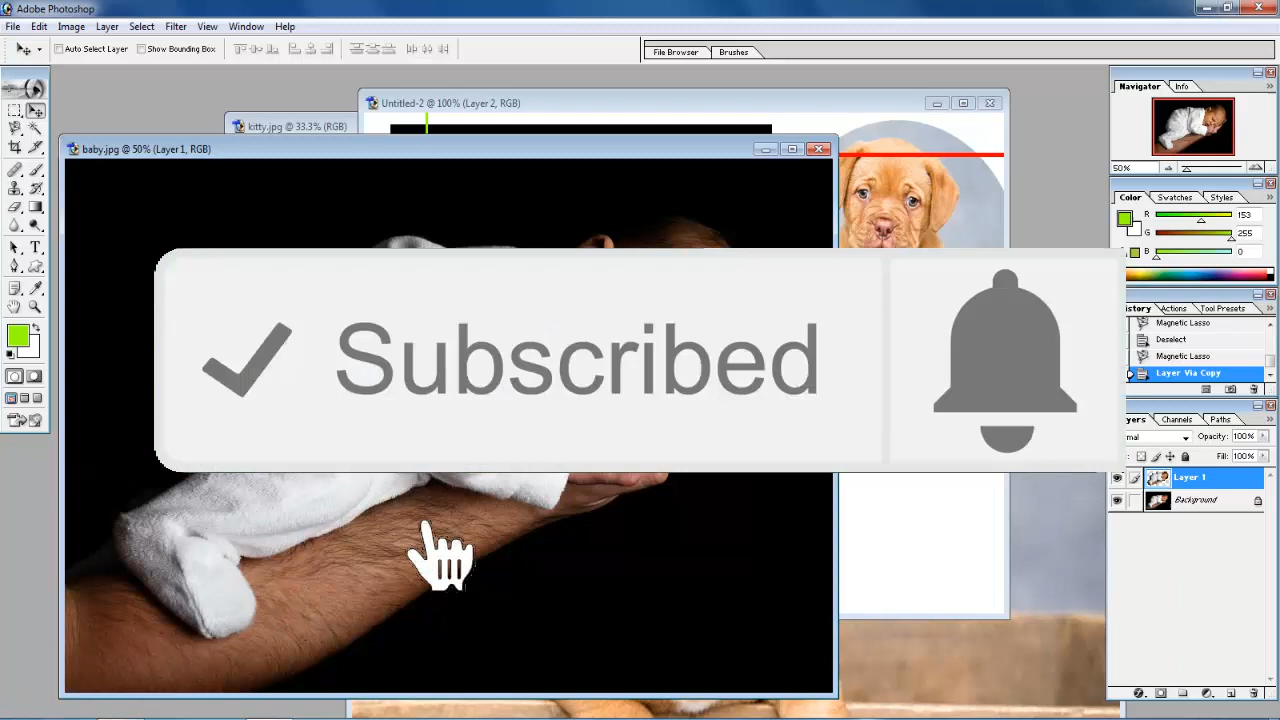 Adobe Photoshop
File Edit Image Layer Select Filter View Window Help
Auto Select Layer Show Bounding Box
File Browser Brushes
Untitled-2 @ 100% (Layer 2, RGB)
kitty.jpg @ 33.3% (RGB)
baby.jpg @ 50% (Layer 1, RGB)
Subscribed
Navigator Info
50%
Color Swatches Styles
R 153
G 255
B 0
istory Actions Tool Presets
Magnetic Lasso
Deselect
Magnetic Lasso
Layer Via Copy
yers Channels Paths
mal Opacity: 100%
Fill: 100%
Layer 1
Background